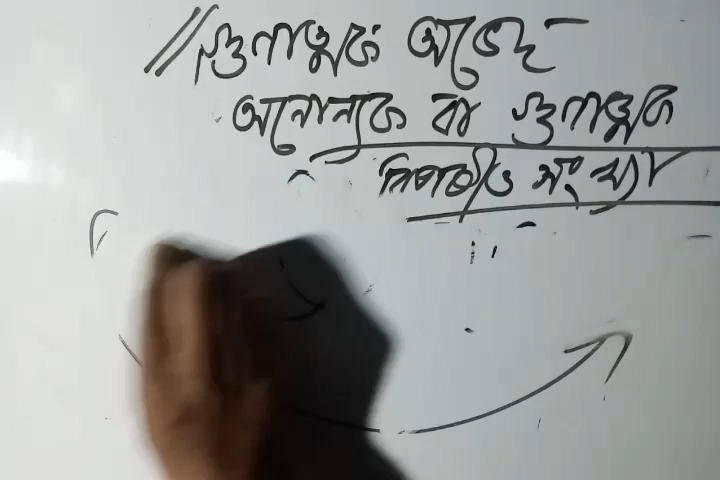 // গুণাত্মক অভেদ
অনোন্যক বা গুণাত্মক
বিপরীত সংখ্যা